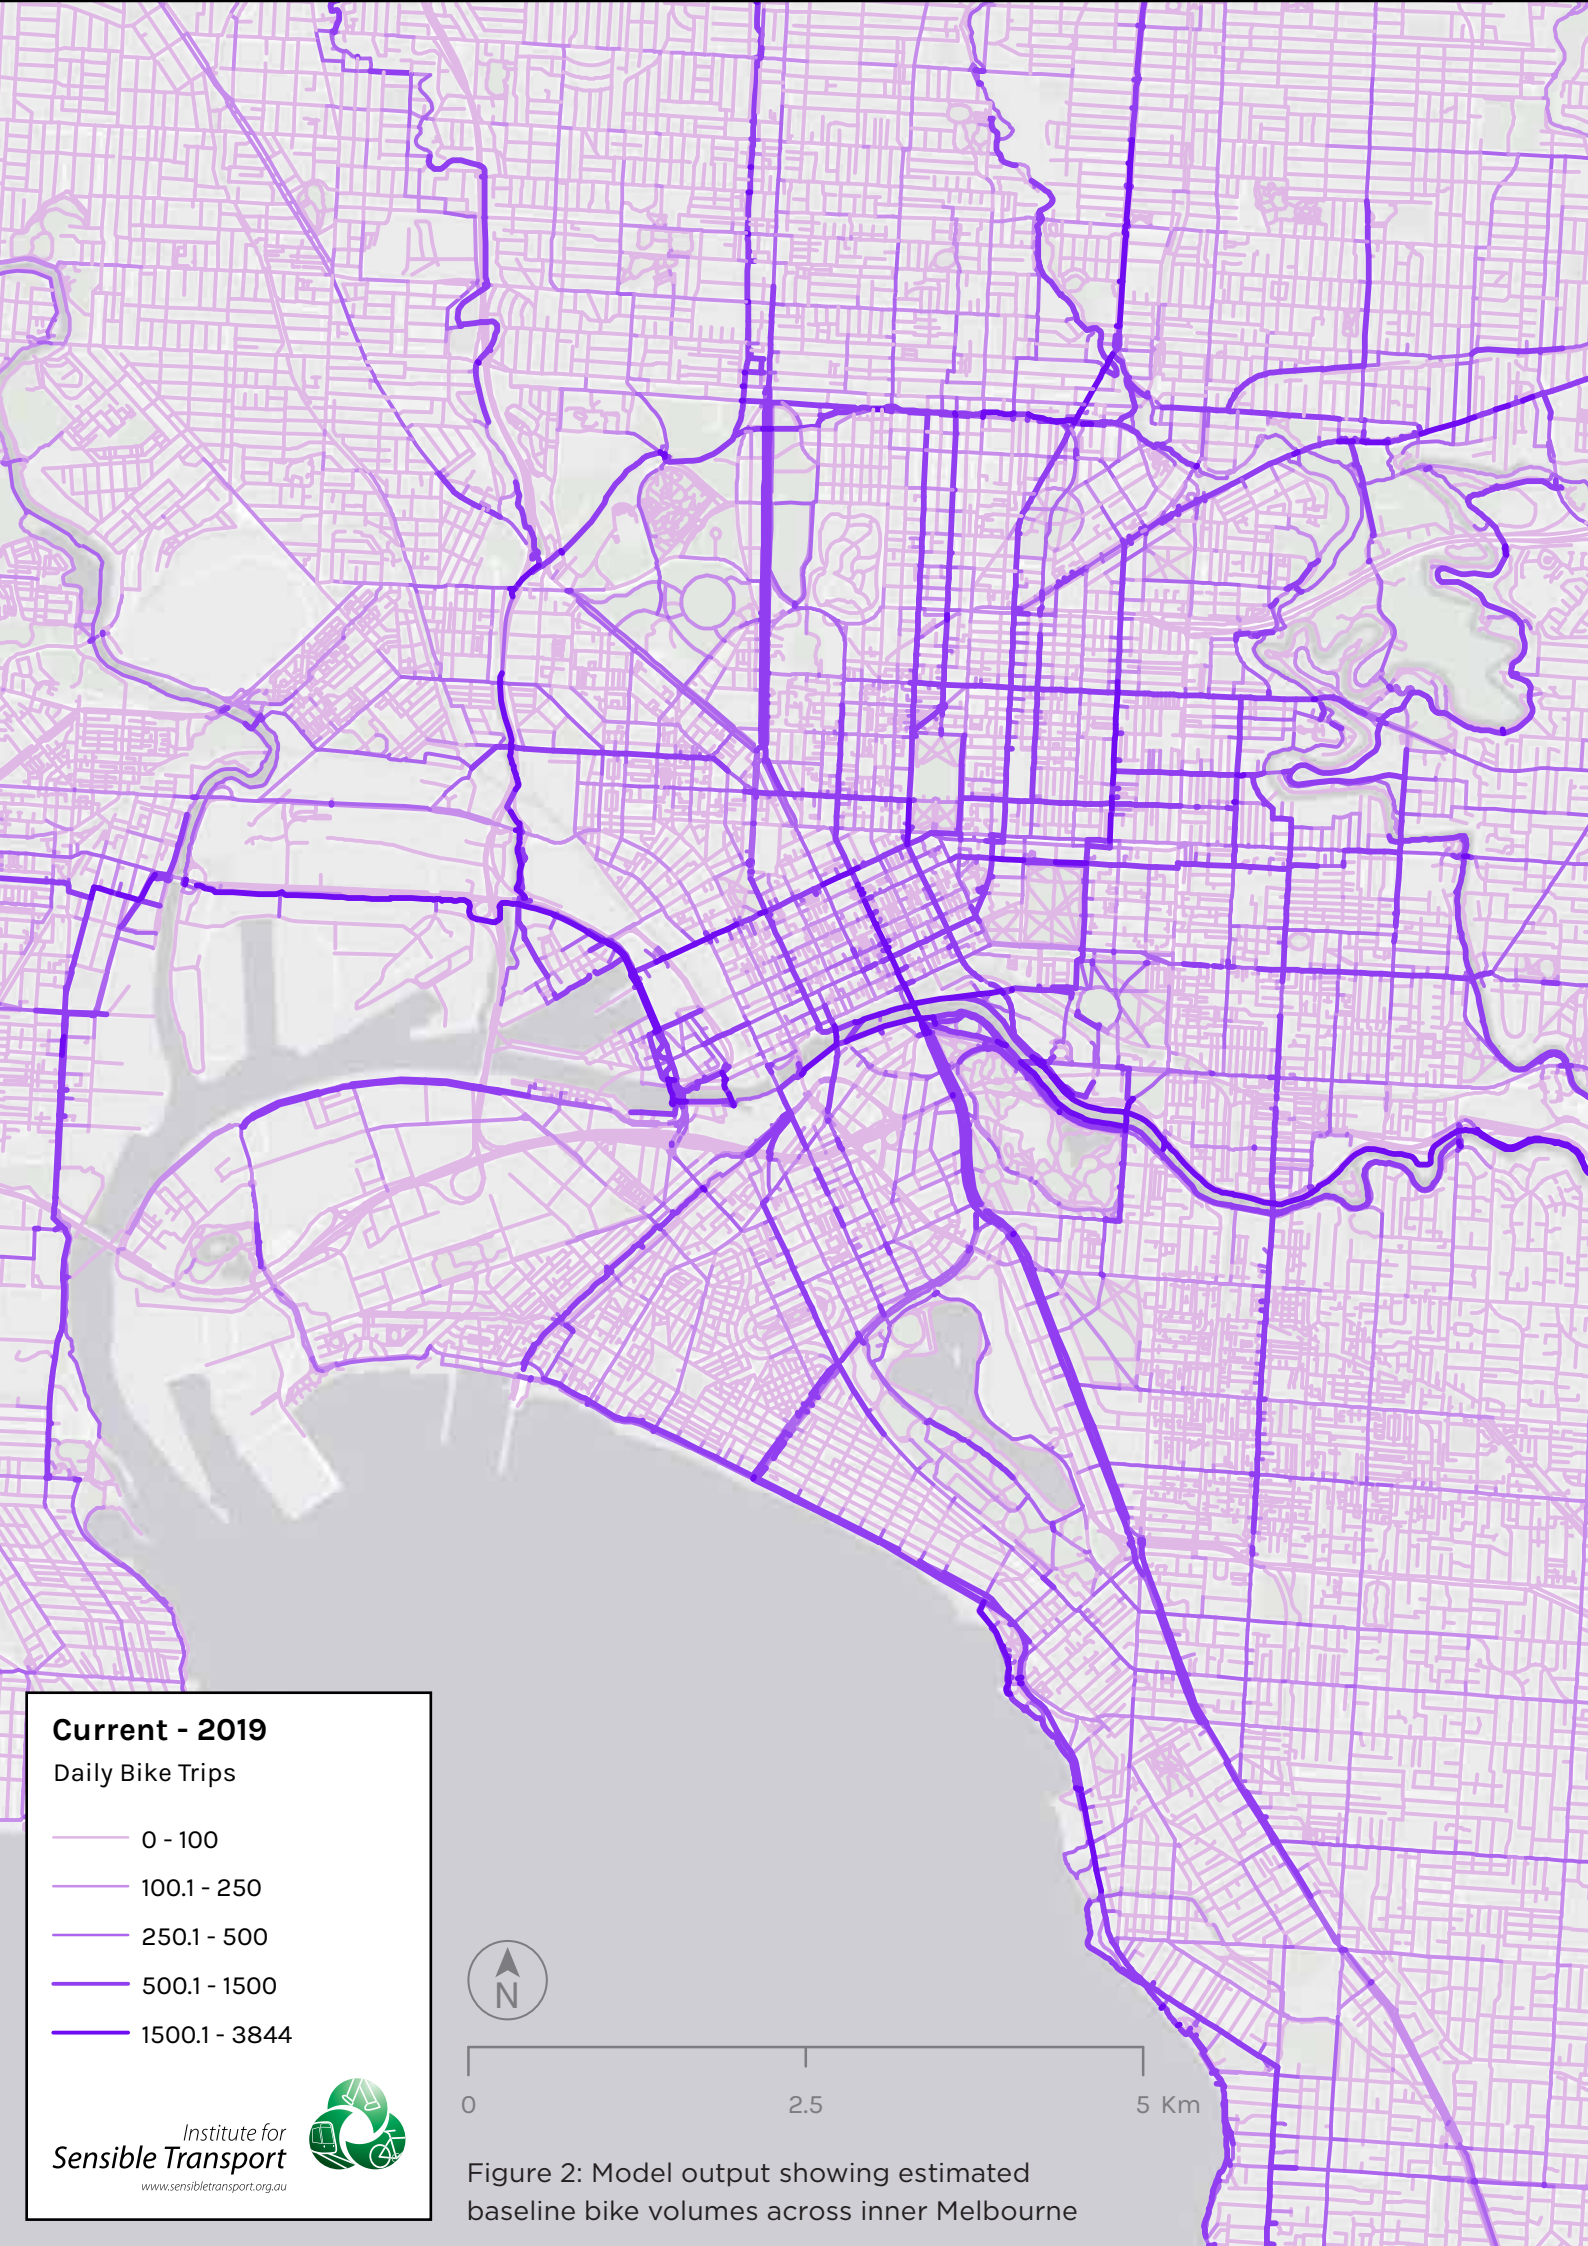 Current - 2019
Daily Bike Trips
0 - 100
100.1 - 250
250.1 - 500
500.1 - 1500
1500.1 - 3844
Institute for
Sensible Transport
www.sensibletransport.org.au
N
0 2.5 5 Km
Figure 2: Model output showing estimated
baseline bike volumes across inner Melbourne